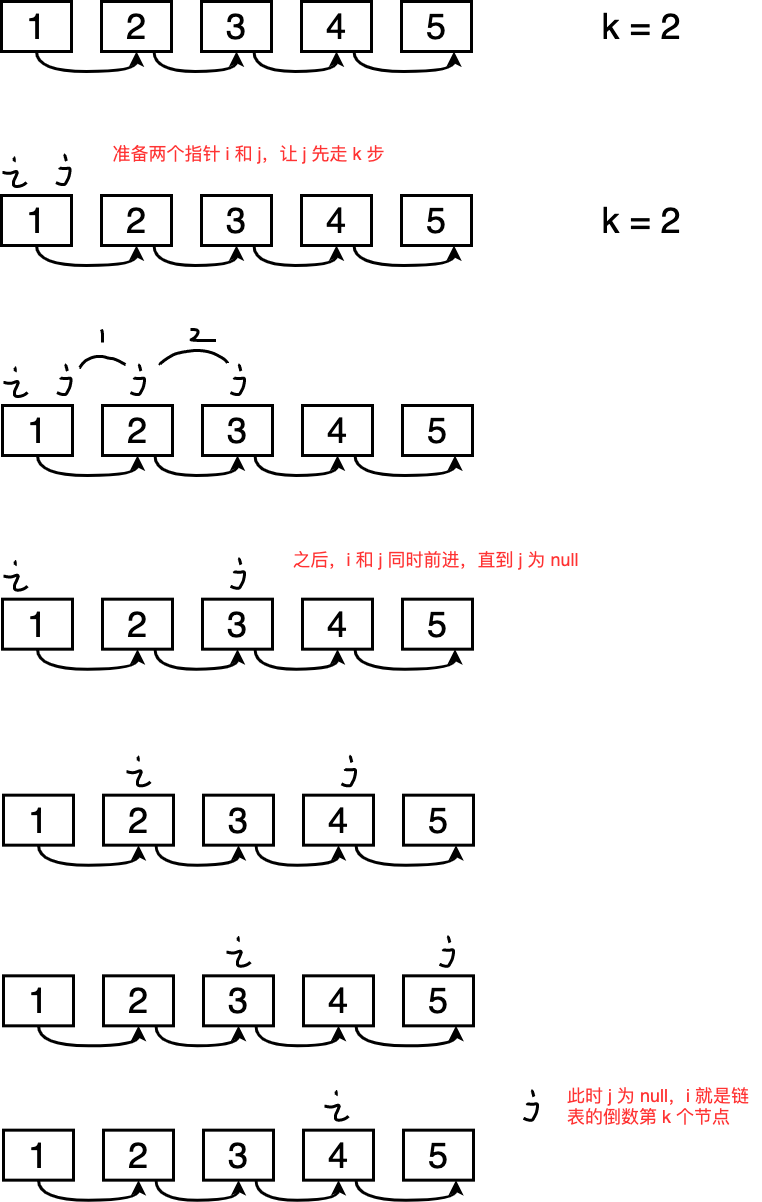 1 2 3 4 5 k = 2
准备两个指针 i 和 j，让 j 先走 k 步
i j
1 2 3 4 5 k = 2
1 2
i j j j
1 2 3 4 5
之后，i 和 j 同时前进，直到 j 为 null
i j
1 2 3 4 5
i j
1 2 3 4 5
i j
1 2 3 4 5
i j
此时 j 为 null，i 就是链
表的倒数第 k 个节点
1 2 3 4 5